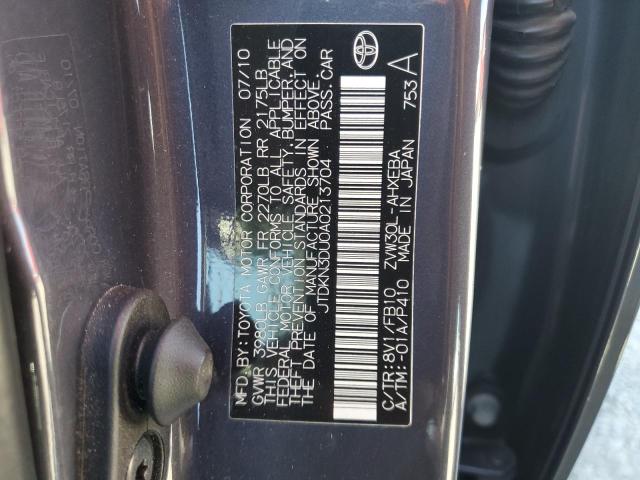 MFD.BY:TOYOTA MOTOR CORPORATION 07/10
GVWR 3980LB GAWR FR 2270LB RR 2175LB
THIS VEHICLE CONFORMS TO ALL APPLICABLE
FEDERAL MOTOR VEHICLE SAFETY, BUMPER, AND
THEFT PREVENTION STANDARDS IN EFFECT ON
THE DATE OF MANUFACTURE SHOWN ABOVE.
JTDKN3DU0A0213704 PASS.CAR
C/TR:8V1/FB10 ZVW30L-AHXEBA
A/TM:-01A/P410 MADE IN JAPAN 753 A